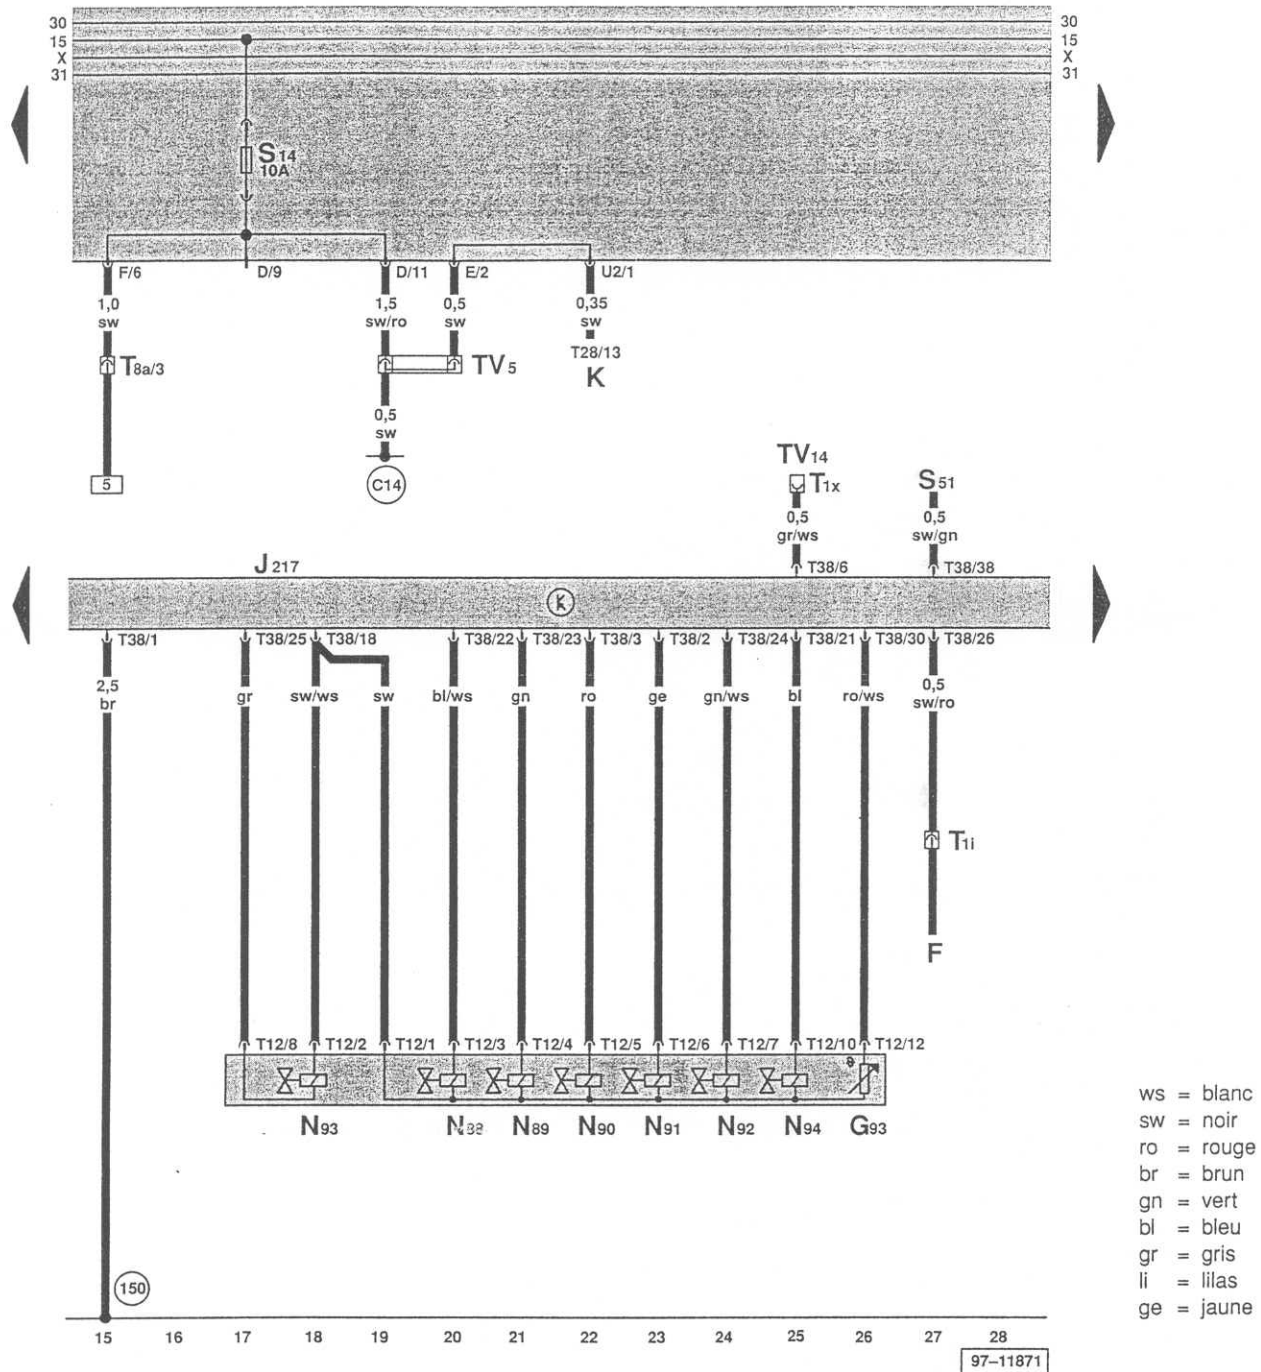 30 30
15 15
X X
31 31
S14
10A
F/6 D/9 D/11 E/2 U2/1
1,0 1,5 0,5 0,35
sw sw/ro sw sw
T28/13
T8a/3 TV5 K
0,5
sw
5 C14
TV14
T1x S51
0,5 0,5
gr/ws sw/gn
J217 T38/6 T38/38
T38/1 T38/25 T38/18 T38/22 T38/23 T38/3 T38/2 T38/24 T38/21 T38/30 T38/26
2,5 0,5
br gr sw/ws sw bl/ws gn ro ge gn/ws bl ro/ws sw/ro
T1i
F
T12/8 T12/2 T12/1 T12/3 T12/4 T12/5 T12/6 T12/7 T12/10 T12/12
N93 N88 N89 N90 N91 N92 N94 G93
ws = blanc
sw = noir
ro = rouge
br = brun
gn = vert
bl = bleu
gr = gris
li = lilas
ge = jaune
150
15 16 17 18 19 20 21 22 23 24 25 26 27 28
97–11871